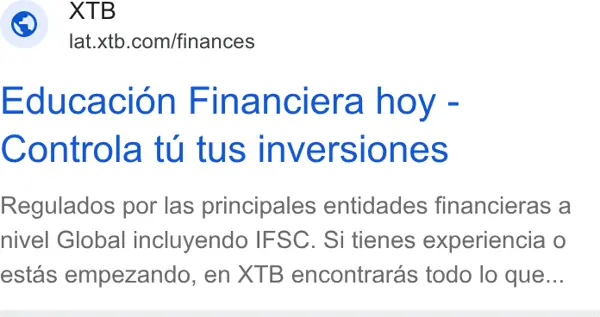 XTB
lat.xtb.com/finances
Educación Financiera hoy -
Controla tú tus inversiones
Regulados por las principales entidades financieras a
nivel Global incluyendo IFSC. Si tienes experiencia o
estás empezando, en XTB encontrarás todo lo que...